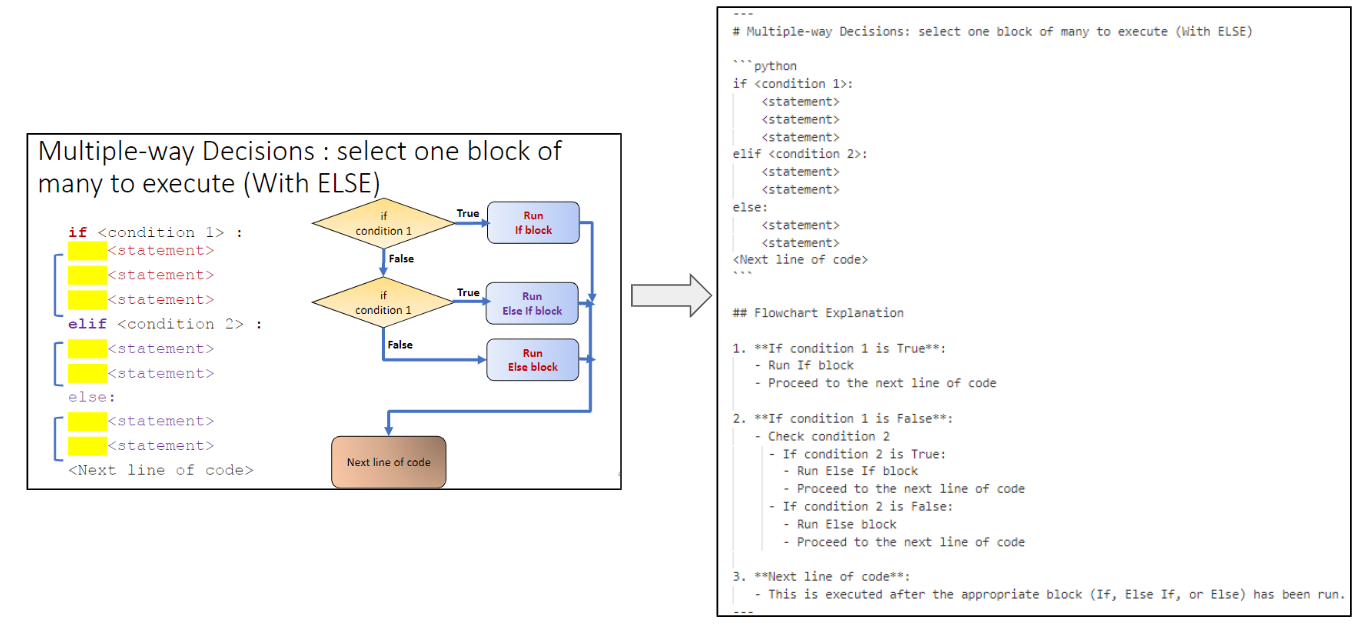 Multiple-way Decisions : select one block of
many to execute (With ELSE)
if <condition 1> :
<statement>
<statement>
<statement>
elif <condition 2> :
<statement>
<statement>
else:
<statement>
<statement>
<Next line of code>
if
condition 1
True
Run
If block
False
if
condition 1
True
Run
Else If block
False
Run
Else block
Next line of code
---
# Multiple-way Decisions: select one block of many to execute (With ELSE)
```python
if <condition 1>:
    <statement>
    <statement>
    <statement>
elif <condition 2>:
    <statement>
    <statement>
else:
    <statement>
    <statement>
<Next line of code>
```
## Flowchart Explanation
1. **If condition 1 is True**:
   - Run If block
   - Proceed to the next line of code
2. **If condition 1 is False**:
   - Check condition 2
     - If condition 2 is True:
       - Run Else If block
       - Proceed to the next line of code
     - If condition 2 is False:
       - Run Else block
       - Proceed to the next line of code
3. **Next line of code**:
   - This is executed after the appropriate block (If, Else If, or Else) has been run.
---